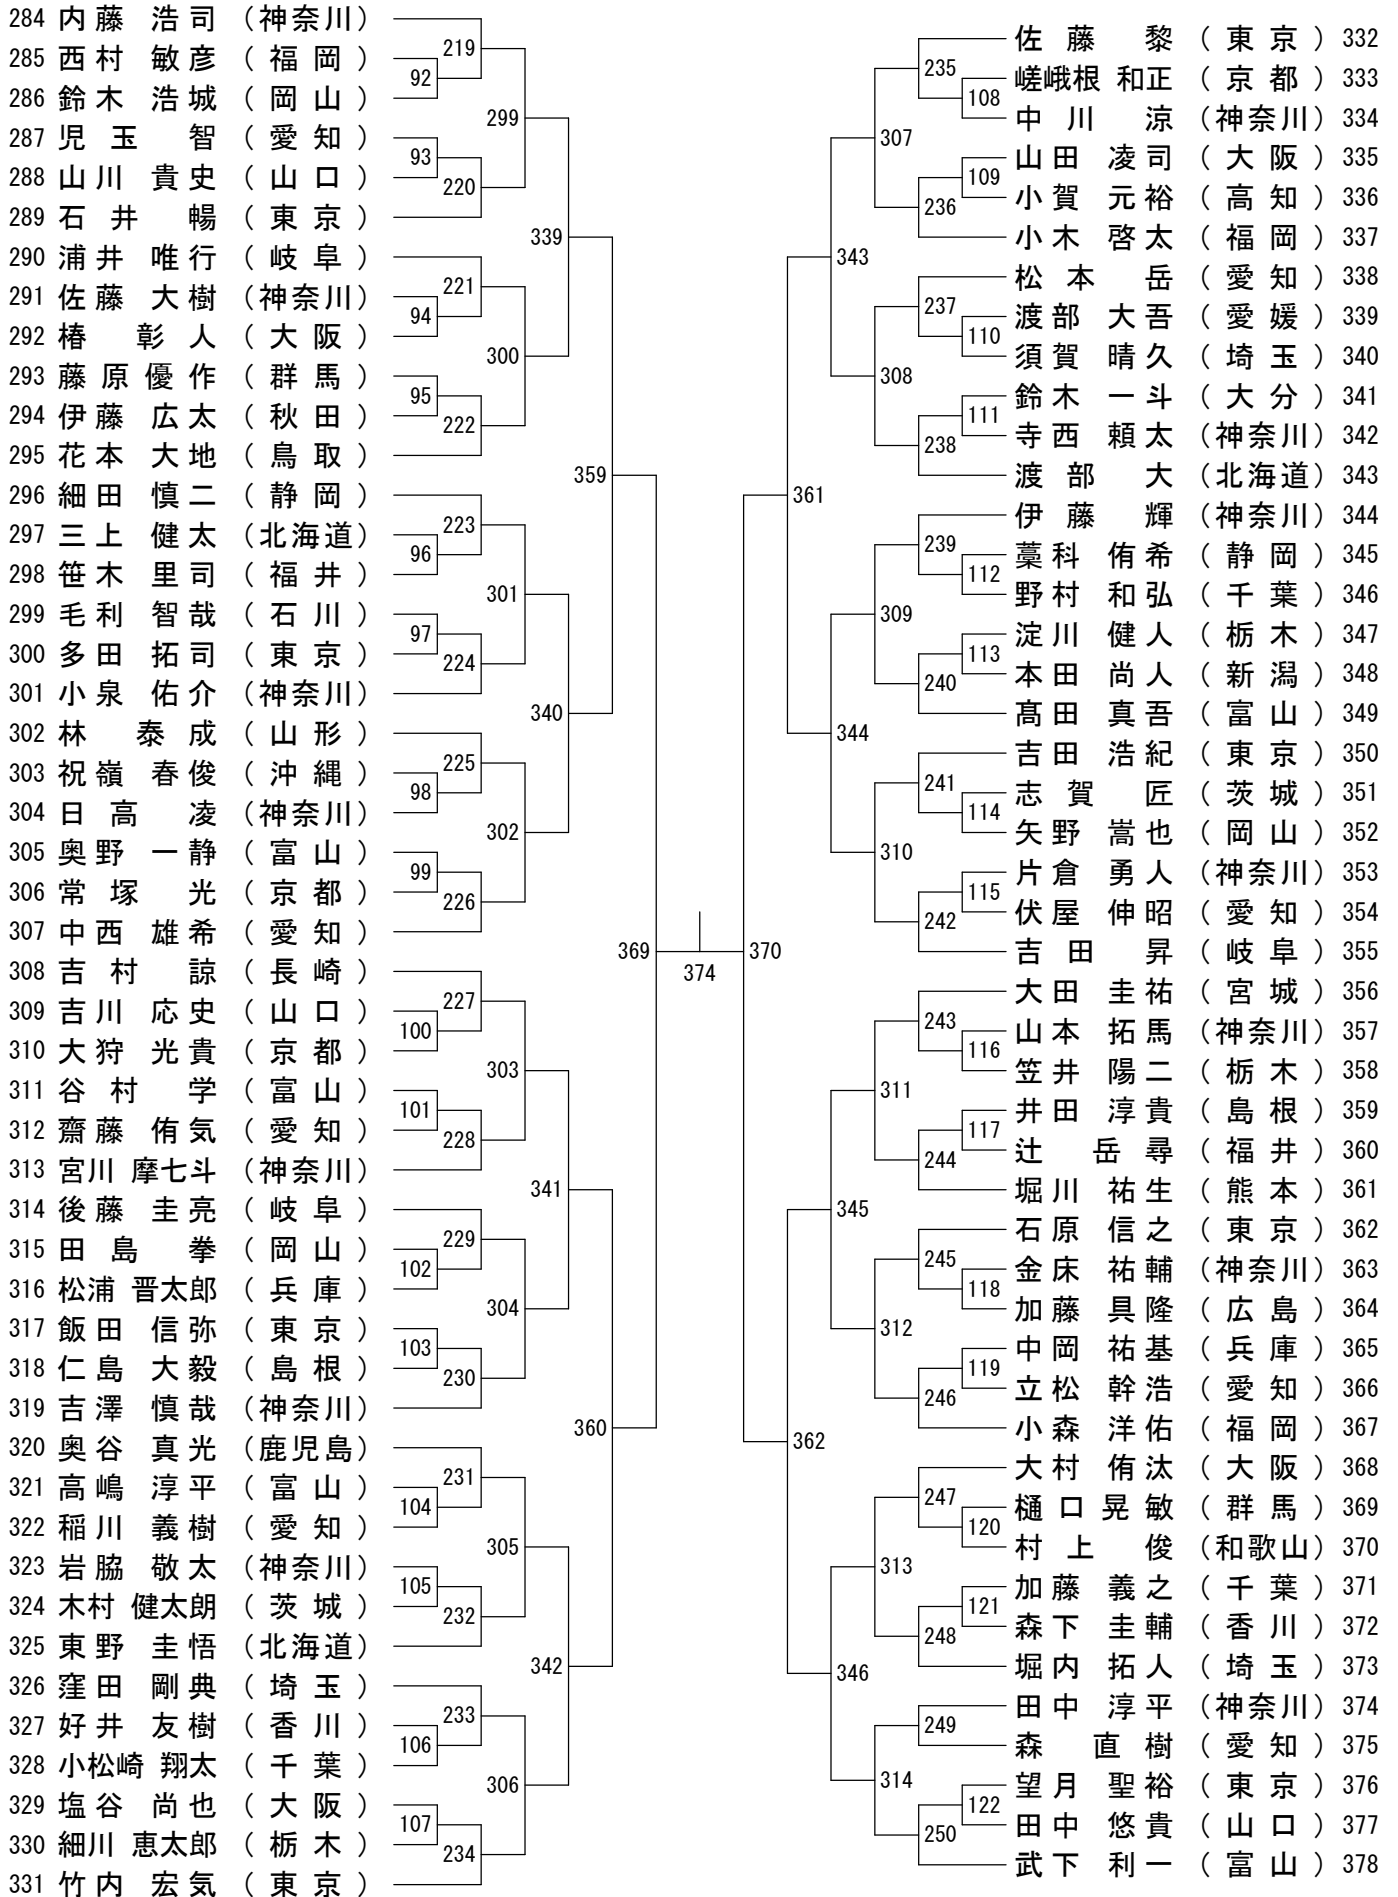 284 内藤 浩司 (神奈川)
285 西村 敏彦 (福岡)
286 鈴木 浩城 (岡山)
287 児玉 智 (愛知)
288 山川 貴史 (山口)
289 石井 暢 (東京)
290 浦井 唯行 (岐阜)
291 佐藤 大樹 (神奈川)
292 椿 彰人 (大阪)
293 藤原 優作 (群馬)
294 伊藤 広太 (秋田)
295 花本 大地 (鳥取)
296 細田 慎二 (静岡)
297 三上 健太 (北海道)
298 笹木 里司 (福井)
299 毛利 智哉 (石川)
300 多田 拓司 (東京)
301 小泉 佑介 (神奈川)
302 林 泰成 (山形)
303 祝嶺 春俊 (沖縄)
304 日高 凌 (神奈川)
305 奥野 一静 (富山)
306 常塚 光 (京都)
307 中西 雄希 (愛知)
308 吉村 諒 (長崎)
309 吉川 応史 (山口)
310 大狩 光貴 (京都)
311 谷村 学 (富山)
312 齋藤 侑気 (愛知)
313 宮川 摩七斗 (神奈川)
314 後藤 圭亮 (岐阜)
315 田島 拳 (岡山)
316 松浦 晋太郎 (兵庫)
317 飯田 信弥 (東京)
318 仁島 大毅 (島根)
319 吉澤 慎哉 (神奈川)
320 奥谷 真光 (鹿児島)
321 高嶋 淳平 (富山)
322 稲川 義樹 (愛知)
323 岩脇 敬太 (神奈川)
324 木村 健太朗 (茨城)
325 東野 圭悟 (北海道)
326 窪田 剛典 (埼玉)
327 好井 友樹 (香川)
328 小松崎 翔太 (千葉)
329 塩谷 尚也 (大阪)
330 細川 恵太郎 (栃木)
331 竹内 宏気 (東京)
92
93
94
95
96
97
98
99
100
101
102
103
104
105
106
107
219
220
221
222
223
224
225
226
227
228
229
230
231
232
233
234
299
300
301
302
303
304
305
306
339
340
341
342
359
360
369
374
370
361
362
343
344
345
346
307
308
309
310
311
312
313
314
235
236
237
238
239
240
241
242
243
244
245
246
247
248
249
250
108
109
110
111
112
113
114
115
116
117
118
119
120
121
122
佐藤 黎 (東京) 332
嵯峨根 和正 (京都) 333
中川 涼 (神奈川) 334
山田 凌司 (大阪) 335
小賀 元裕 (高知) 336
小木 啓太 (福岡) 337
松本 岳 (愛知) 338
渡部 大吾 (愛媛) 339
須賀 晴久 (埼玉) 340
鈴木 一斗 (大分) 341
寺西 頼太 (神奈川) 342
渡部 大 (北海道) 343
伊藤 輝 (神奈川) 344
藁科 侑希 (静岡) 345
野村 和弘 (千葉) 346
淀川 健人 (栃木) 347
本田 尚人 (新潟) 348
髙田 真吾 (富山) 349
吉田 浩紀 (東京) 350
志賀 匠 (茨城) 351
矢野 嵩也 (岡山) 352
片倉 勇人 (神奈川) 353
伏屋 伸昭 (愛知) 354
吉田 昇 (岐阜) 355
大田 圭祐 (宮城) 356
山本 拓馬 (神奈川) 357
笠井 陽二 (栃木) 358
井田 淳貴 (島根) 359
辻 岳尋 (福井) 360
堀川 祐生 (熊本) 361
石原 信之 (東京) 362
金床 祐輔 (神奈川) 363
加藤 具隆 (広島) 364
中岡 祐基 (兵庫) 365
立松 幹浩 (愛知) 366
小森 洋佑 (福岡) 367
大村 侑汰 (大阪) 368
樋口 晃敏 (群馬) 369
村上 俊 (和歌山) 370
加藤 義之 (千葉) 371
森下 圭輔 (香川) 372
堀内 拓人 (埼玉) 373
田中 淳平 (神奈川) 374
森 直樹 (愛知) 375
望月 聖裕 (東京) 376
田中 悠貴 (山口) 377
武下 利一 (富山) 378